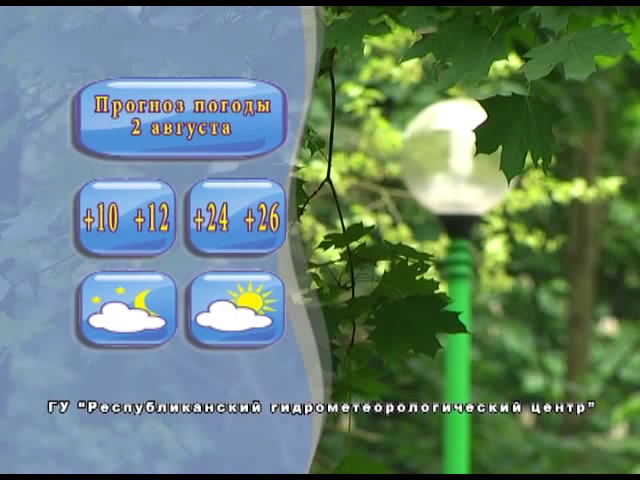 Прогноз погоды
2 августа
+10 +12 +24 +26
ГУ "Республиканский гидрометеорологический центр"